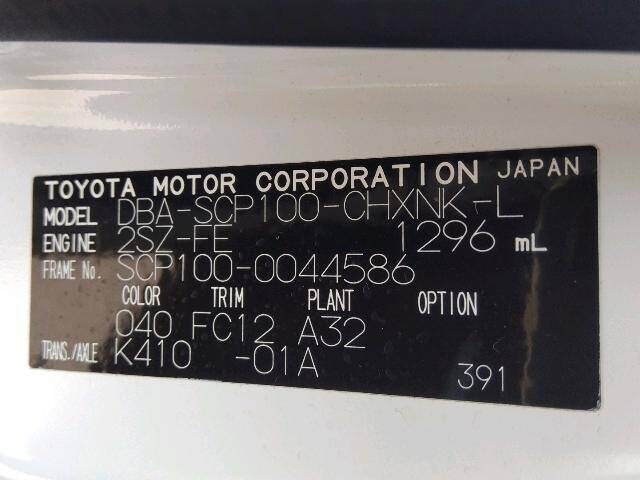 TOYOTA MOTOR CORPORATION JAPAN
MODEL DBA-SCP100-CHXNK-L
ENGINE 2SZ-FE 1296 mL
FRAME No. SCP100-0044586
COLOR TRIM PLANT OPTION
040 FC12 A32
TRANS./AXLE K410 -01A
391